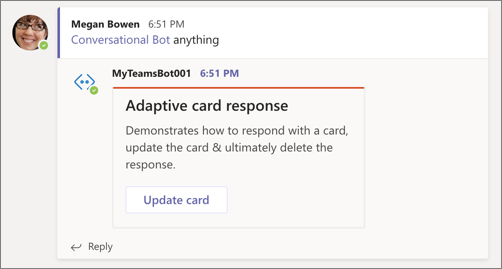 Megan Bowen 6:51 PM
Conversational Bot anything
MyTeamsBot001 6:51 PM
Adaptive card response
Demonstrates how to respond with a card,
update the card & ultimately delete the
response.
Update card
Reply